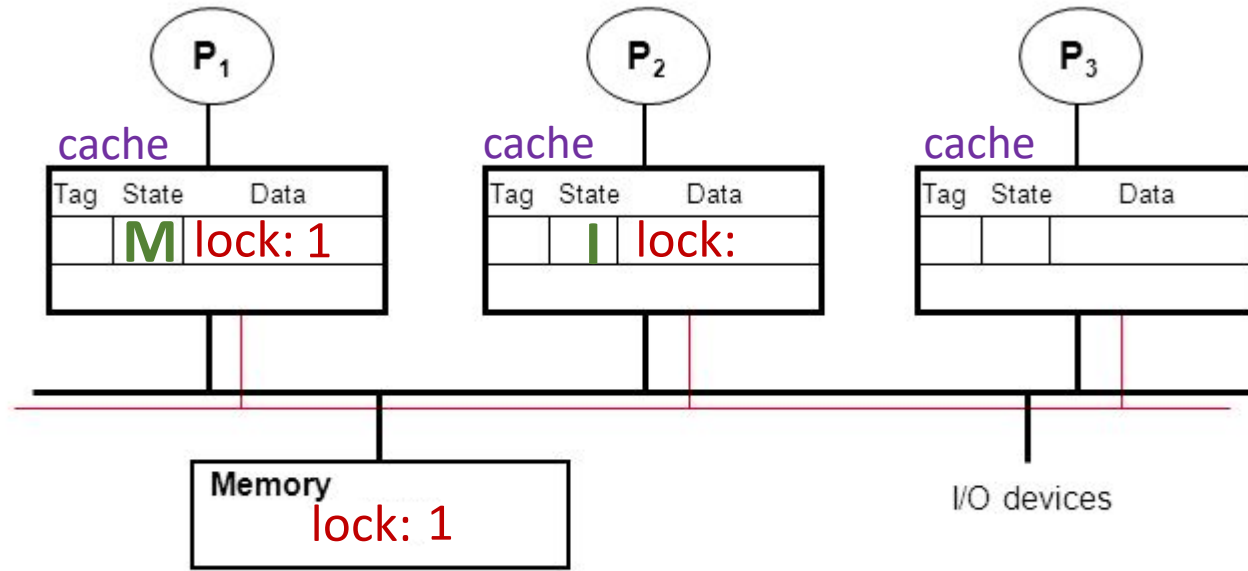 P1 P2 P3
cache cache cache
Tag State Data Tag State Data Tag State Data
M lock: 1 I lock:
Memory
lock: 1
I/O devices